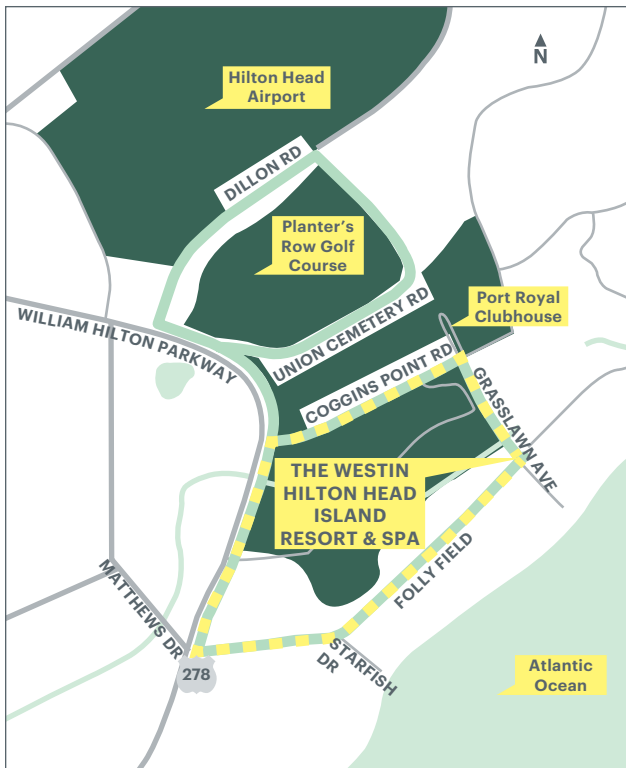 N
Hilton Head
Airport
DILLON RD
Planter's
Row Golf
Course
Port Royal
Clubhouse
UNION CEMETERY RD
WILLIAM HILTON PARKWAY
COGGINS POINT RD
GRASSLAWN AVE
THE WESTIN
HILTON HEAD
ISLAND
RESORT & SPA
FOLLY FIELD
MATTHEWS DR
STARFISH
DR
278
Atlantic
Ocean